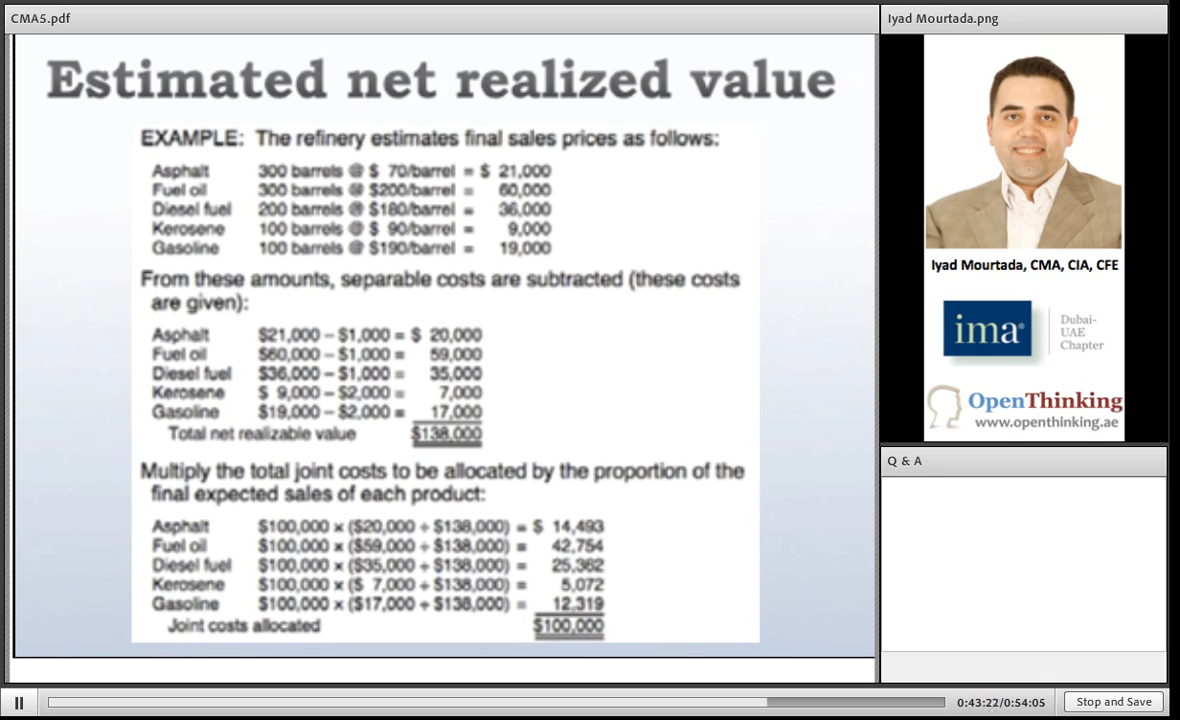 CMA5.pdf
Iyad Mourtada.png
Estimated net realized value
EXAMPLE: The refinery estimates final sales prices as follows:
Asphalt 300 barrels @ $ 70/barrel = $ 21,000
Fuel oil 300 barrels @ $200/barrel = 60,000
Diesel fuel 200 barrels @ $180/barrel = 36,000
Kerosene 100 barrels @ $ 90/barrel = 9,000
Gasoline 100 barrels @ $190/barrel = 19,000
From these amounts, separable costs are subtracted (these costs
are given):
Asphalt $21,000 – $1,000 = $ 20,000
Fuel oil $60,000 – $1,000 = 59,000
Diesel fuel $36,000 – $1,000 = 35,000
Kerosene $ 9,000 – $2,000 = 7,000
Gasoline $19,000 – $2,000 = 17,000
Total net realizable value $138,000
Multiply the total joint costs to be allocated by the proportion of the
final expected sales of each product:
Asphalt $100,000 × ($20,000 ÷ $138,000) = $ 14,493
Fuel oil $100,000 × ($59,000 ÷ $138,000) = 42,754
Diesel fuel $100,000 × ($35,000 ÷ $138,000) = 25,362
Kerosene $100,000 × ($ 7,000 ÷ $138,000) = 5,072
Gasoline $100,000 × ($17,000 ÷ $138,000) = 12,319
Joint costs allocated $100,000
Iyad Mourtada, CMA, CIA, CFE
ima®
Dubai-
UAE
Chapter
OpenThinking
www.openthinking.ae
Q & A
0:43:22/0:54:05
Stop and Save